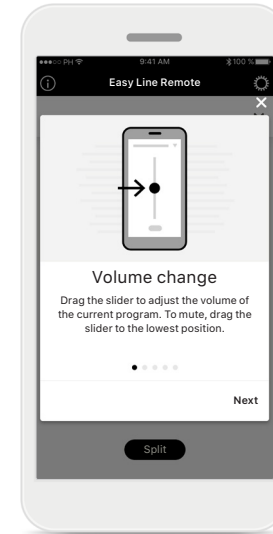 PH 9:41 AM 100 %
Easy Line Remote
Volume change
Drag the slider to adjust the volume of
the current program. To mute, drag the
slider to the lowest position.
Next
Split